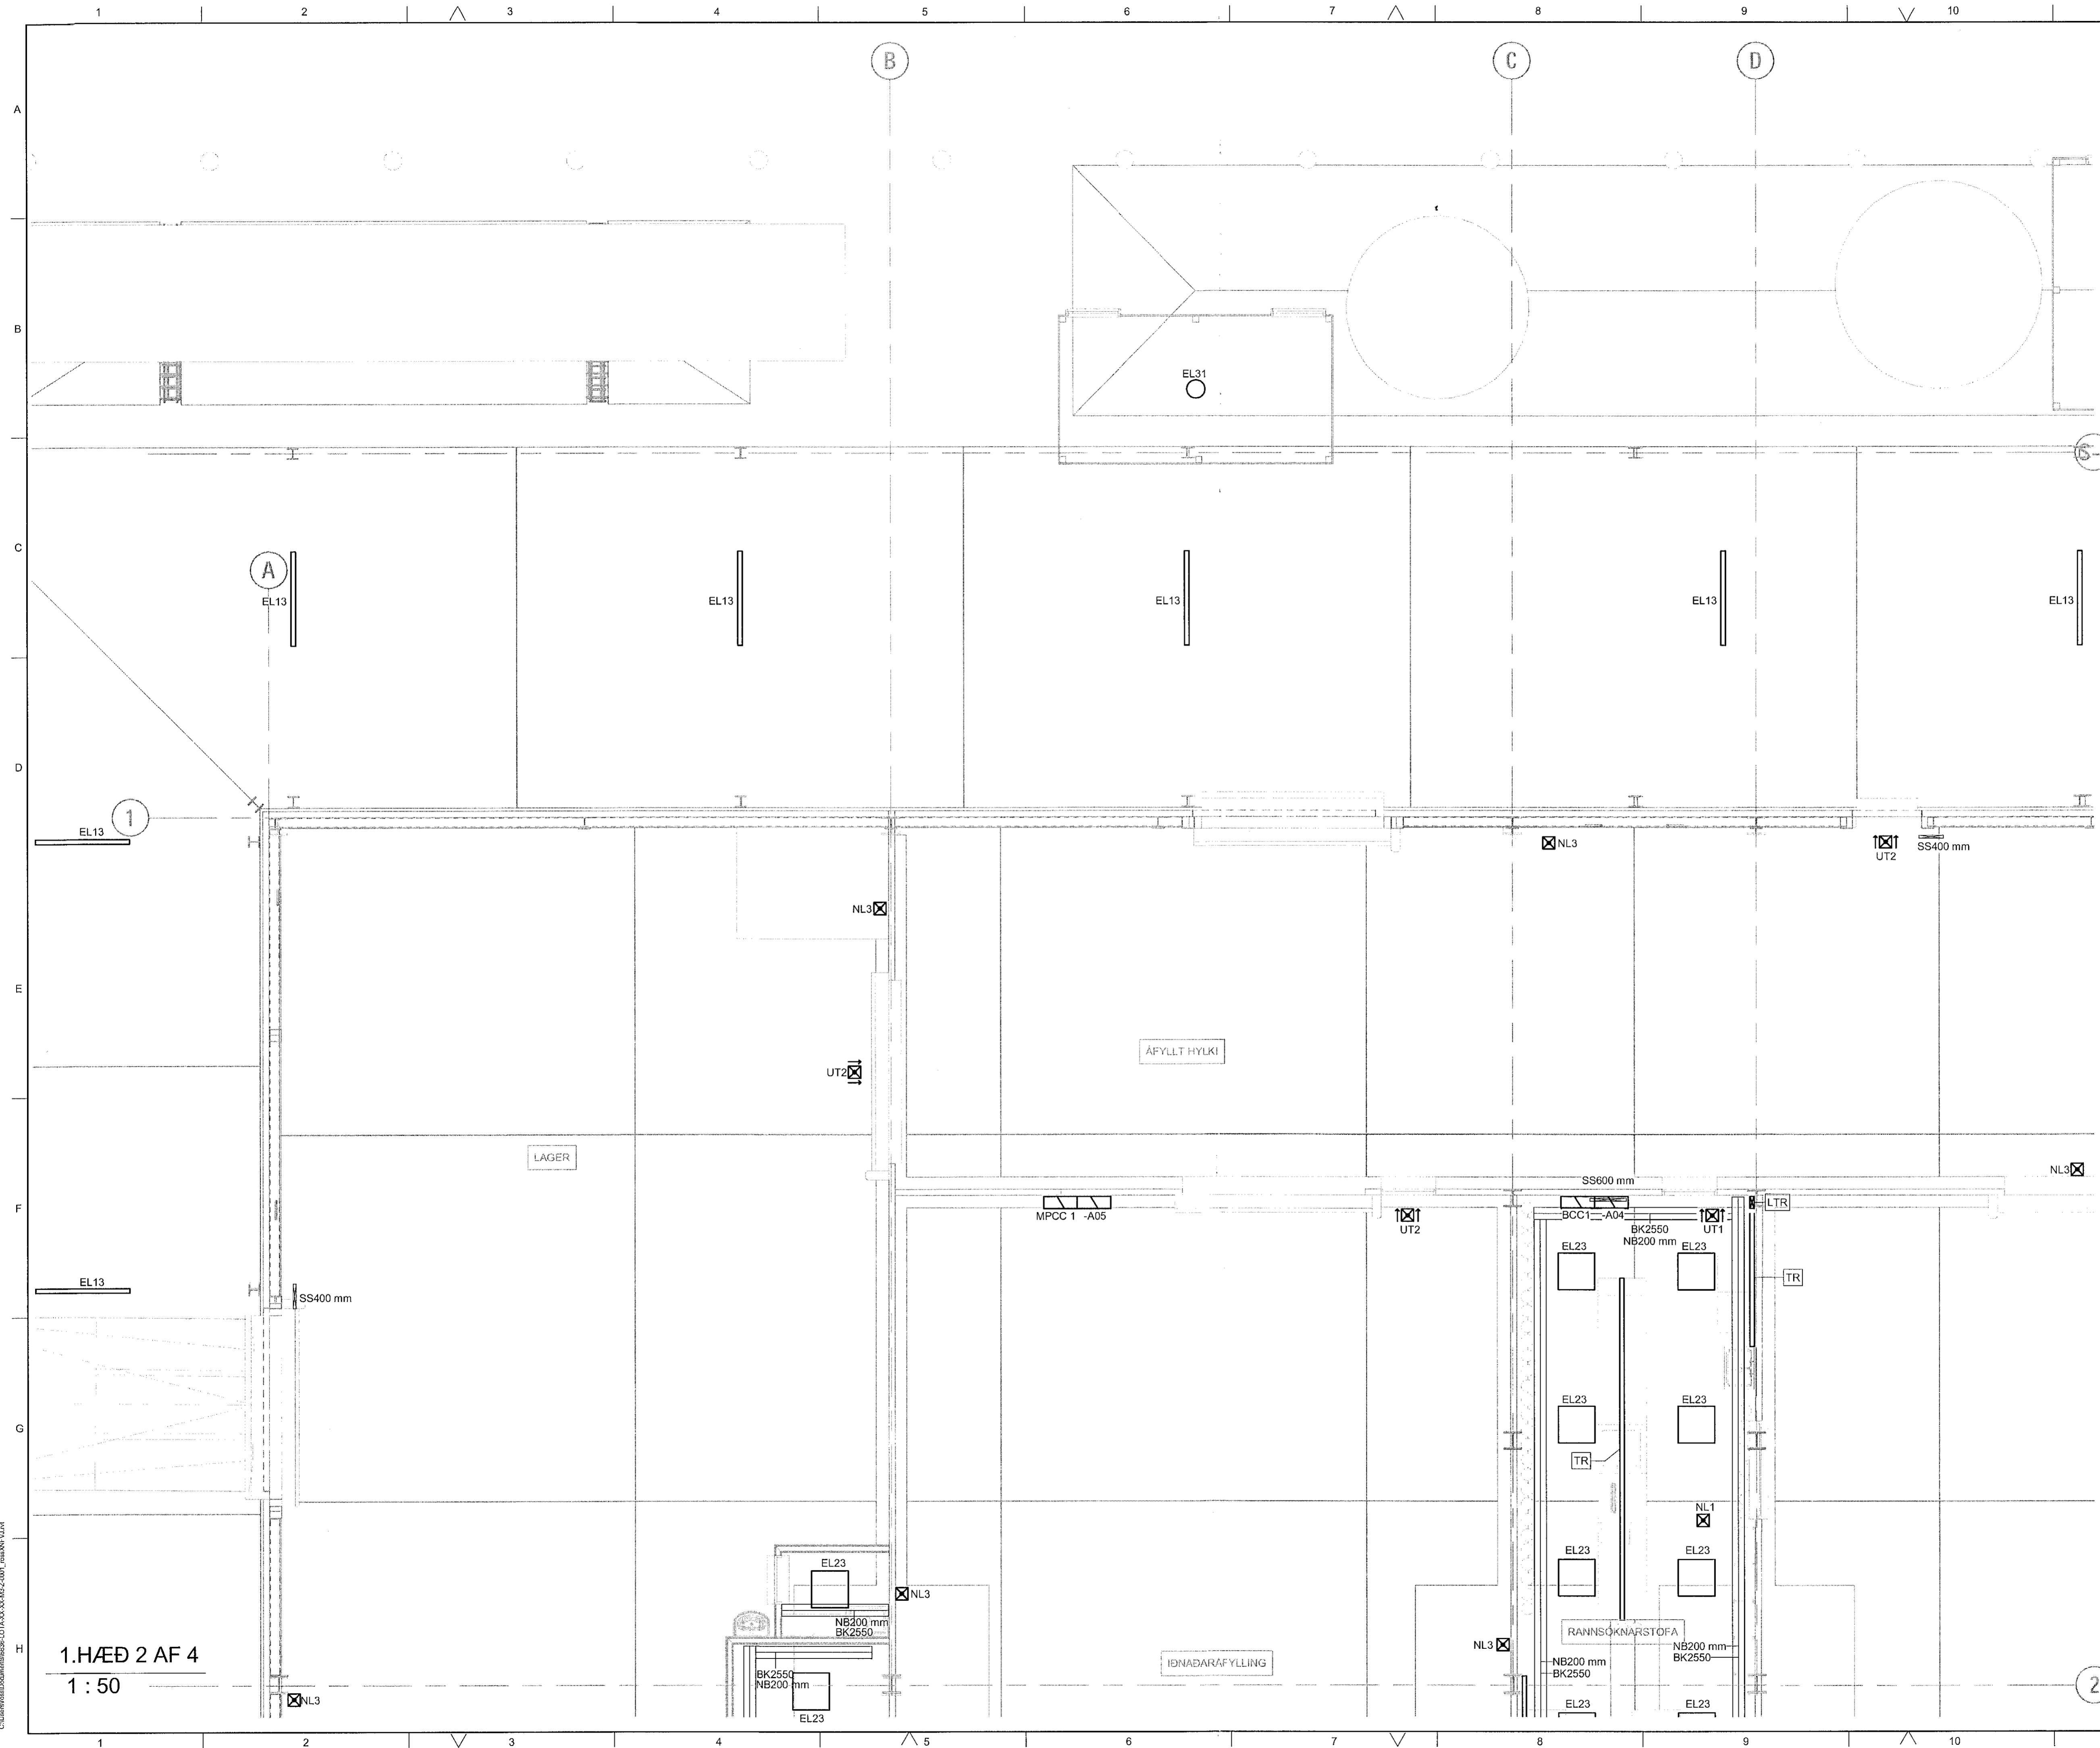 1 2 3 4 5 6 7 8 9 10
B C D
A
B
EL31
C
A
EL13 EL13 EL13 EL13 EL13
D
1
EL13
NL3
UT2
SS400 mm
NL3
E
ÁFYLLT HYLKI
UT2
LAGER
NL3
SS600 mm
F
MPCC 1 -A05
UT2
BCC1 -A04
UT1
LTR
BK2550
NB200 mm
EL23 EL23
TR
EL13
SS400 mm
EL23 EL23
G
TR
NL1
EL23 EL23
EL23
NL3
NB200 mm
BK2550
RANNSÓKNARSTOFA
NL3
NB200 mm
BK2550
H
1.HÆÐ 2 AF 4
1 : 50
IÐNAÐARÁFYLLING
NB200 mm
BK2550
BK2550
NB200 mm
2
NL3
EL23
EL23 EL23
1 2 3 4 5 6 7 8 9 10